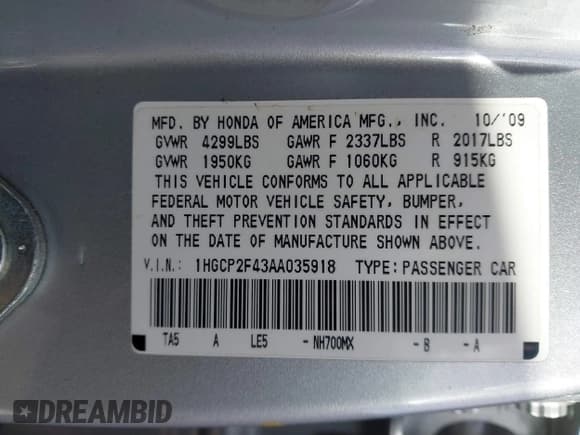 MFD. BY HONDA OF AMERICA MFG., INC. 10/'09
GVWR 4299LBS GAWR F 2337LBS R 2017LBS
GVWR 1950KG GAWR F 1060KG R 915KG
THIS VEHICLE CONFORMS TO ALL APPLICABLE
FEDERAL MOTOR VEHICLE SAFETY, BUMPER,
AND THEFT PREVENTION STANDARDS IN EFFECT
ON THE DATE OF MANUFACTURE SHOWN ABOVE.
V.I.N.: 1HGCP2F43AA035918 TYPE: PASSENGER CAR
TA5 A LE5 -NH700MX -B -A
DREAMBID